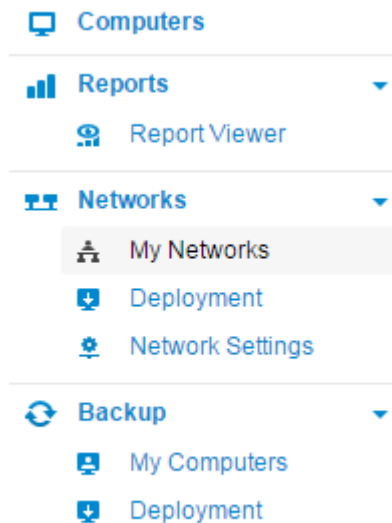 Computers
Reports
Report Viewer
Networks
My Networks
Deployment
Network Settings
Backup
My Computers
Deployment